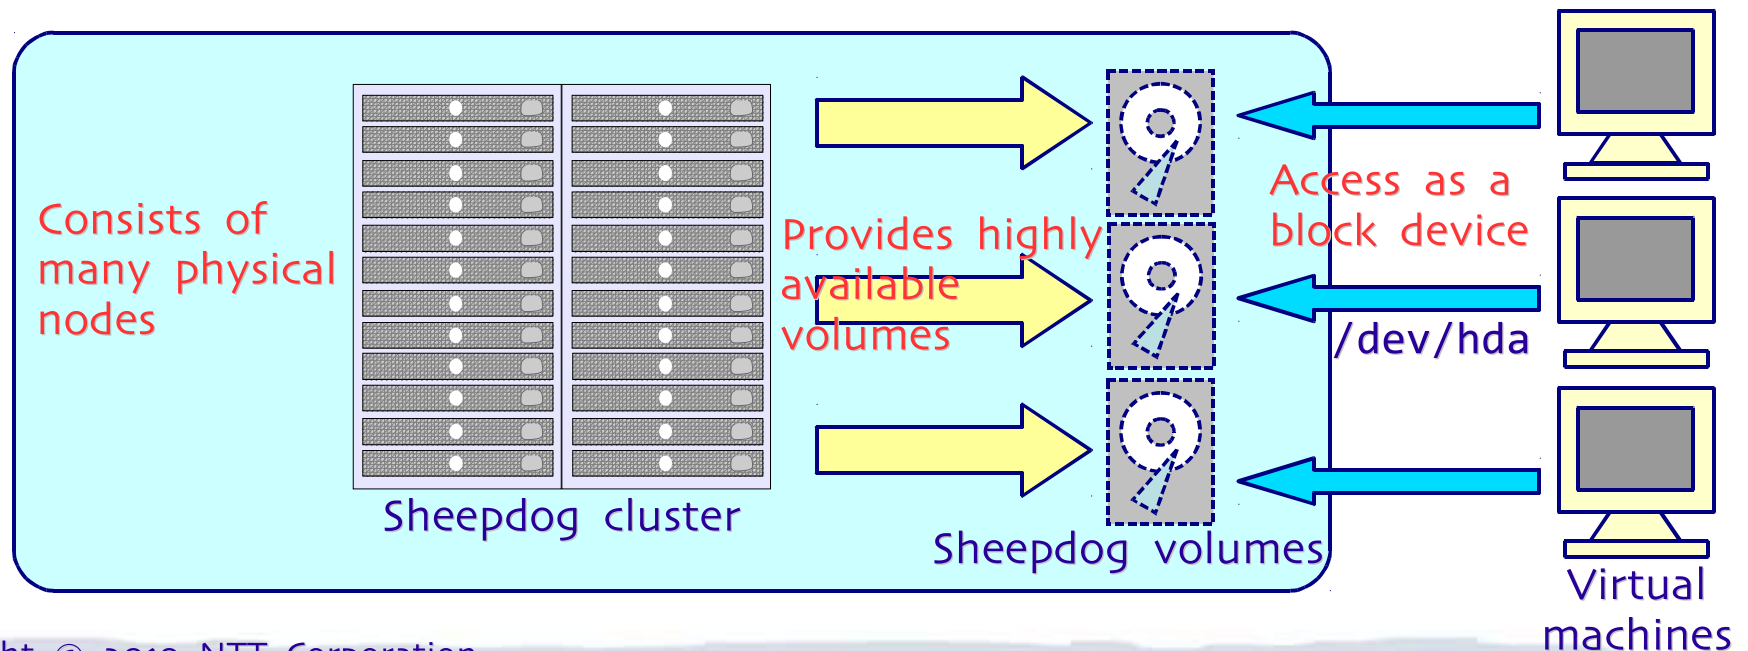 Consists of
many physical
nodes
Sheepdog cluster
Provides highly
available
volumes
Sheepdog volumes
Access as a
block device
/dev/hda
Virtual
machines
© 2010 NTT Corporation